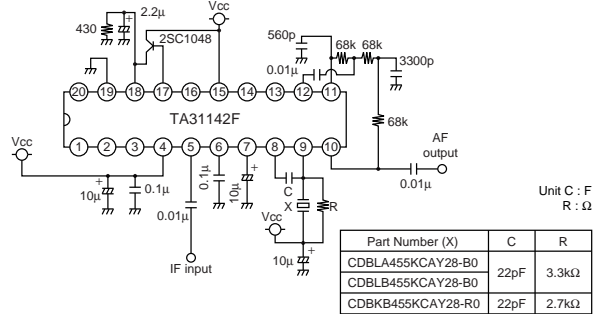 Vcc
2.2μ
430
2SC1048
560p
68k 68k
0.01μ
3300p
20 19 18 17 16 15 14 13 12 11
TA31142F
68k
1 2 3 4 5 6 7 8 9 10
Vcc
AF
output
0.01μ
10μ
0.1μ
0.01μ
0.1μ
10μ
C
X
R
Vcc
10μ
IF input
Unit C : F
R : Ω
Part Number (X) C R
CDBLA455KCAY28-B0
22pF 3.3kΩ
CDBLB455KCAY28-B0
CDBKB455KCAY28-R0 22pF 2.7kΩ